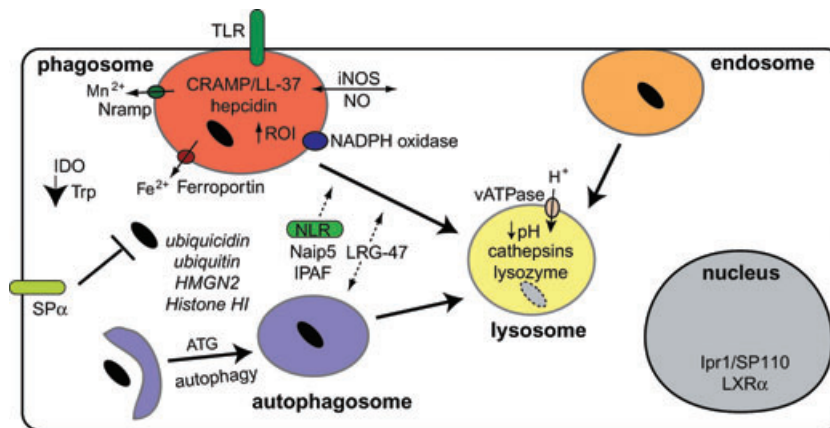 TLR
phagosome
CRAMP/LL-37
hepcidin
↑ROI
Mn2+
Nramp
iNOS
NO
NADPH oxidase
Fe2+ Ferroportin
endosome
IDO
Trp
SPα
ubiquicidin
ubiquitin
HMGN2
Histone HI
NLR
Naip5
IPAF
LRG-47
vATPase
H+
↓pH
cathepsins
lysozyme
lysosome
ATG
autophagy
autophagosome
nucleus
Ipr1/SP110
LXRα